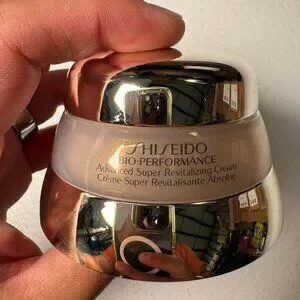 SHISEIDO
BIO-PERFORMANCE
Advanced Super Revitalizing Cream
Crème Super Revitalisante Absolue